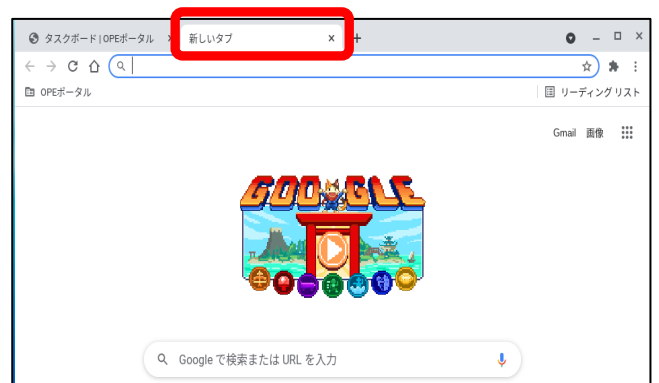 タスクボード | OPEポータル
新しいタブ
OPEポータル
リーディング リスト
Gmail 画像
GOOGLE
Google で検索または URL を入力